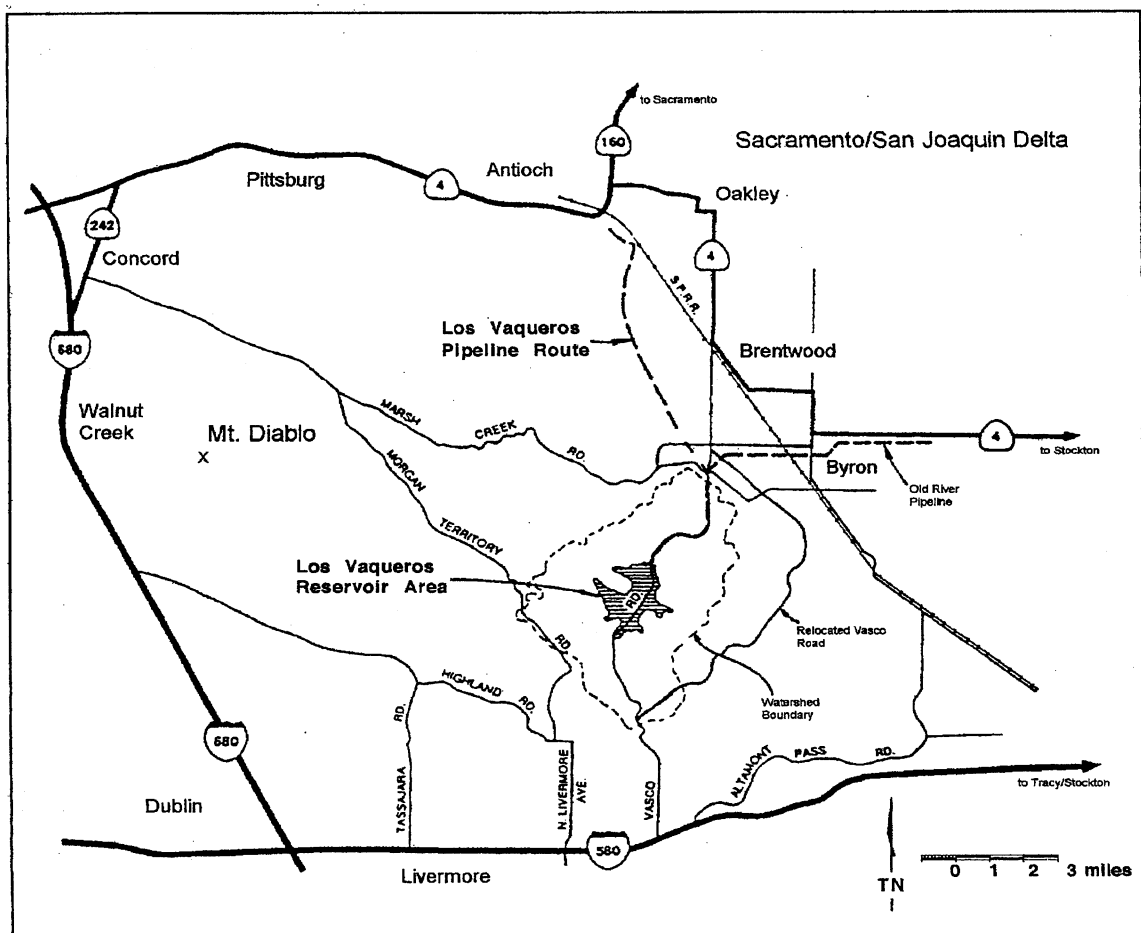 to Sacramento
160
Sacramento/San Joaquin Delta
Antioch
Pittsburg
4
Oakley
242
Concord
4
S.P.R.R.
Los Vaqueros
Pipeline Route
Brentwood
680
Walnut
Creek
Mt. Diablo
x
MARSH
CREEK
RD.
4
to Stockton
Byron
Old River
Pipeline
MORGAN
TERRITORY
RD.
Los Vaqueros
Reservoir Area
RD.
Relocated Vasco
Road
HIGHLAND
RD.
Watershed
Boundary
680
TASSAJARA
RD.
N. LIVERMORE
AVE.
VASCO
ALTAMONT
PASS
RD.
to Tracy/Stockton
Dublin
580
Livermore
TN
0 1 2 3 miles